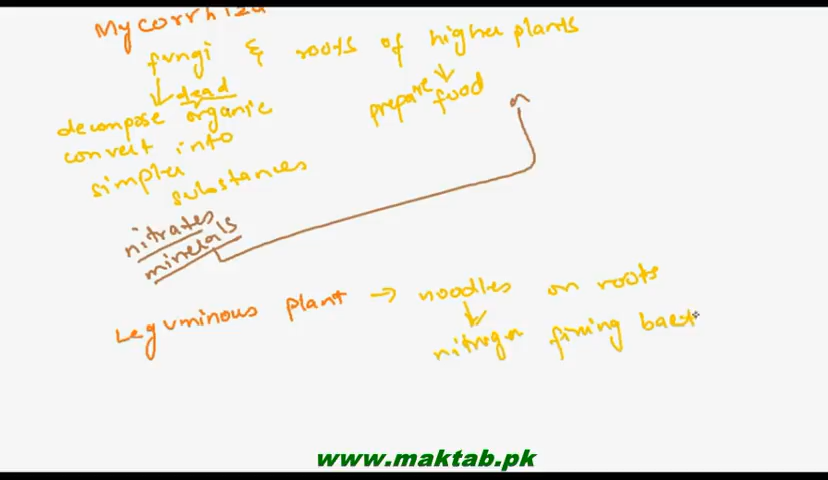 Mycorrhiza
fungi & roots of higher plants
dead
decompose organic
prepare food
convert into
simpler
substances
nitrates
minerals
Leguminous plant → noodles on roots
nitrogn fixing bact
www.maktab.pk